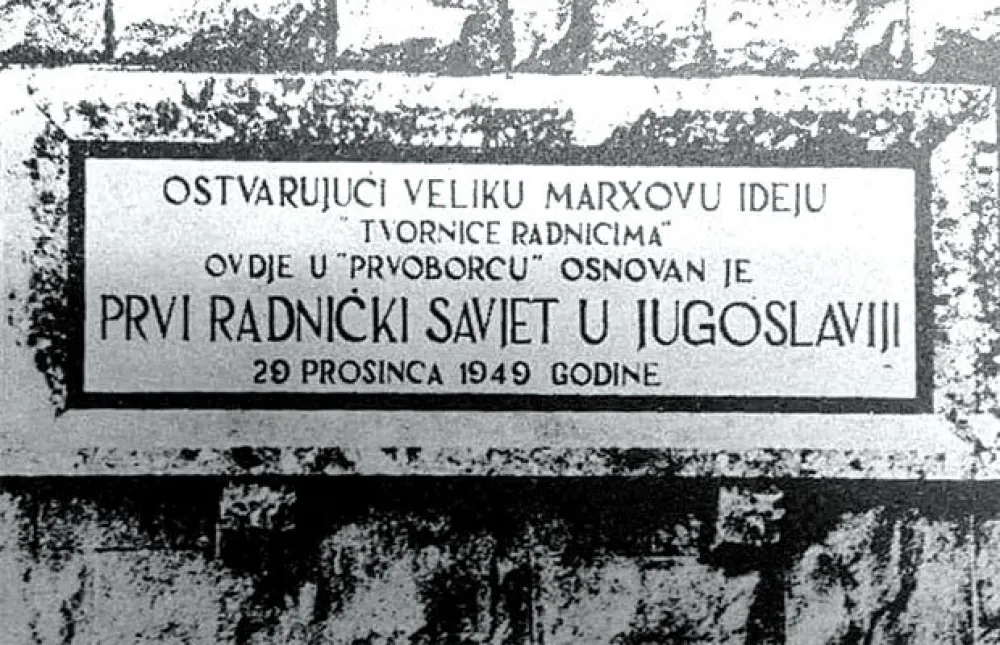 OSTVARUJUĆI VELIKU MARXOVU IDEJU
"TVORNICE RADNICIMA"
OVDJE U "PRVOBORCU" OSNOVAN JE
PRVI RADNIČKI SAVJET U JUGOSLAVIJI
29 PROSINCA 1949 GODINE